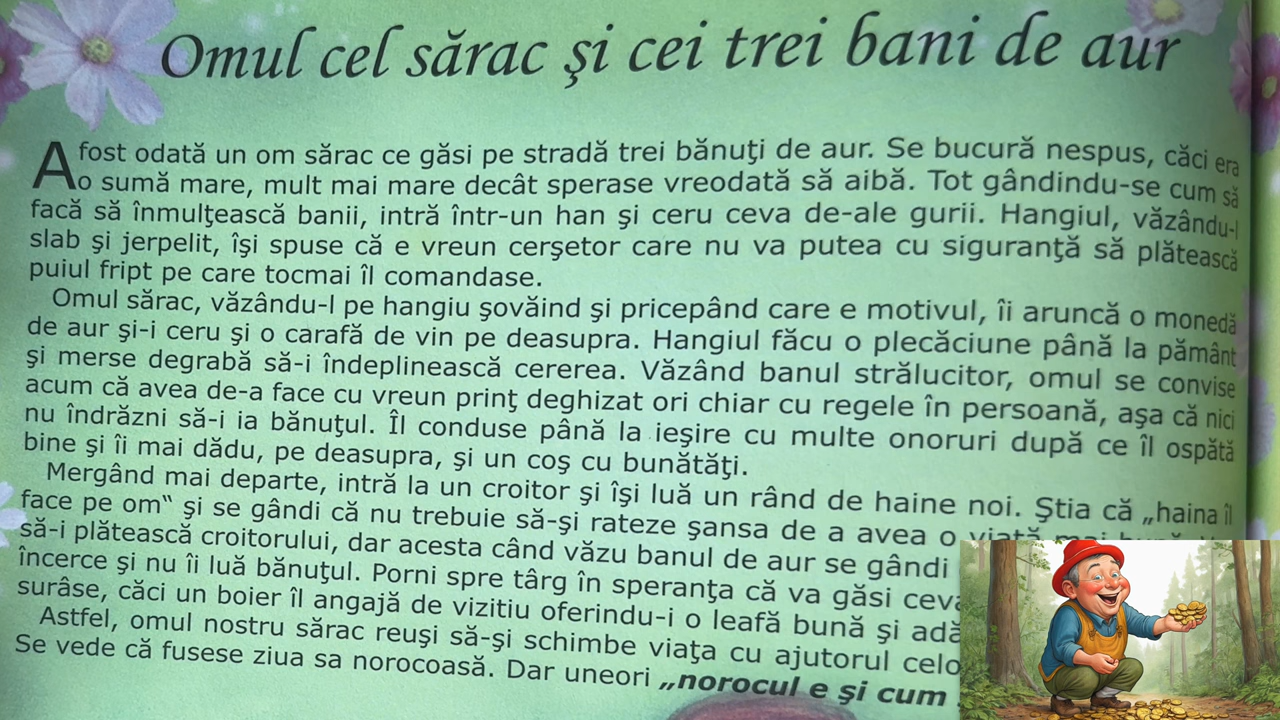 Omul cel sărac şi cei trei bani de aur
A fost odată un om sărac ce găsi pe stradă trei bănuţi de aur. Se bucură nespus, căci era
o sumă mare, mult mai mare decât sperase vreodată să aibă. Tot gândindu-se cum să
facă să înmulţească banii, intră într-un han şi ceru ceva de-ale gurii. Hangiul, văzându-l
slab şi jerpelit, îşi spuse că e vreun cerşetor care nu va putea cu siguranţă să plătească
puiul fript pe care tocmai îl comandase.
Omul sărac, văzându-l pe hangiu şovăind şi pricepând care e motivul, îi aruncă o monedă
de aur şi-i ceru şi o carafă de vin pe deasupra. Hangiul făcu o plecăciune până la pământ
şi merse degrabă să-i îndeplinească cererea. Văzând banul strălucitor, omul se convise
acum că avea de-a face cu vreun prinţ deghizat ori chiar cu regele în persoană, aşa că nici
nu îndrăzni să-i ia bănuţul. Îl conduse până la ieşire cu multe onoruri după ce îl ospătă
bine şi îi mai dădu, pe deasupra, şi un coş cu bunătăţi.
Mergând mai departe, intră la un croitor şi îşi luă un rând de haine noi. Ştia că „haina îl
face pe om“ şi se gândi că nu trebuie să-şi rateze şansa de a avea o viaţă
să-i plătească croitorului, dar acesta când văzu banul de aur se gândi
încerce şi nu îi luă bănuţul. Porni spre târg în speranţa că va găsi
surâse, căci un boier îl angajă de vizitiu oferindu-i o leafă bună şi
Astfel, omul nostru sărac reuşi să-şi schimbe viaţa cu ajutorul
Se vede că fusese ziua sa norocoasă. Dar uneori „norocul e şi cum